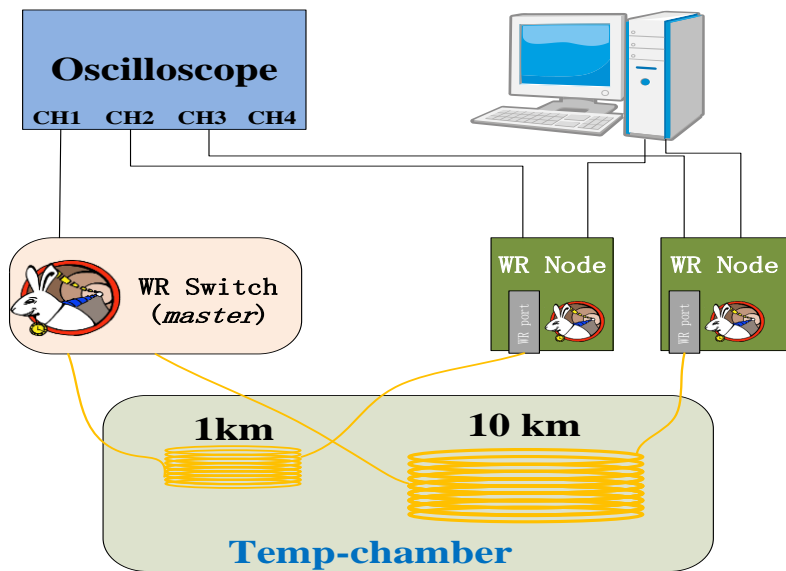 Oscilloscope
CH1 CH2 CH3 CH4
WR Switch
(master)
WR Node
WR port
WR Node
WR port
1km
10 km
Temp-chamber